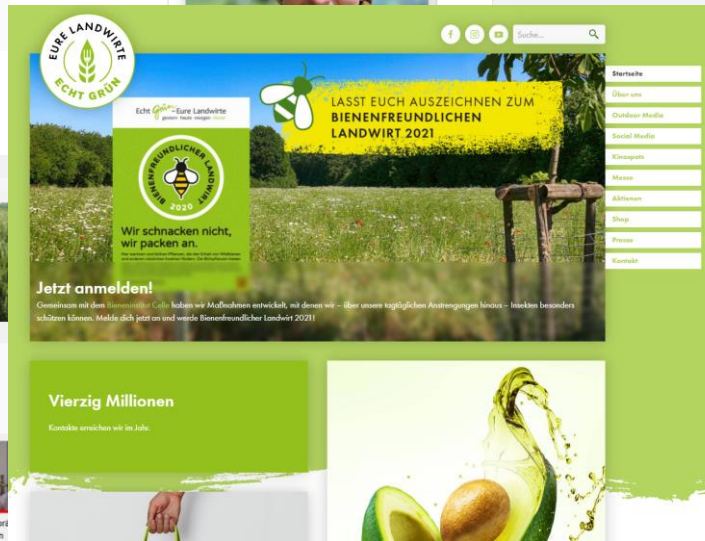 EURE LANDWIRTE
ECHT GRÜN
Suche...
Startseite
Über uns
Outdoor Media
Social Media
Kinospots
Messe
Aktionen
Shop
Presse
Kontakt
LASST EUCH AUSZEICHNEN ZUM
BIENENFREUNDLICHEN
LANDWIRT 2021
Echt Grün – Eure Landwirte
gestern · heute · morgen
BIENENFREUNDLICHER LANDWIRT
2020
Wir schnacken nicht,
wir packen an.
Jetzt anmelden!
Gemeinsam mit dem Bieneninstitut Celle haben wir Maßnahmen entwickelt, mit denen wir – über unsere tagtäglichen Anstrengungen hinaus – Insekten besonders
schützen können. Melde dich jetzt an und werde Bienenfreundlicher Landwirt 2021!
Vierzig Millionen
Kontakte erreichen wir im Jahr.